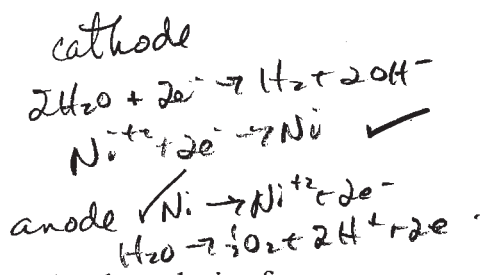 cathode
2H₂O + 2e⁻ → H₂ + 2OH⁻
Ni⁺² + 2e⁻ → Ni ✓
anode ✓ Ni → Ni⁺² + 2e⁻
H₂O → ½O₂ + 2H⁺ + 2e